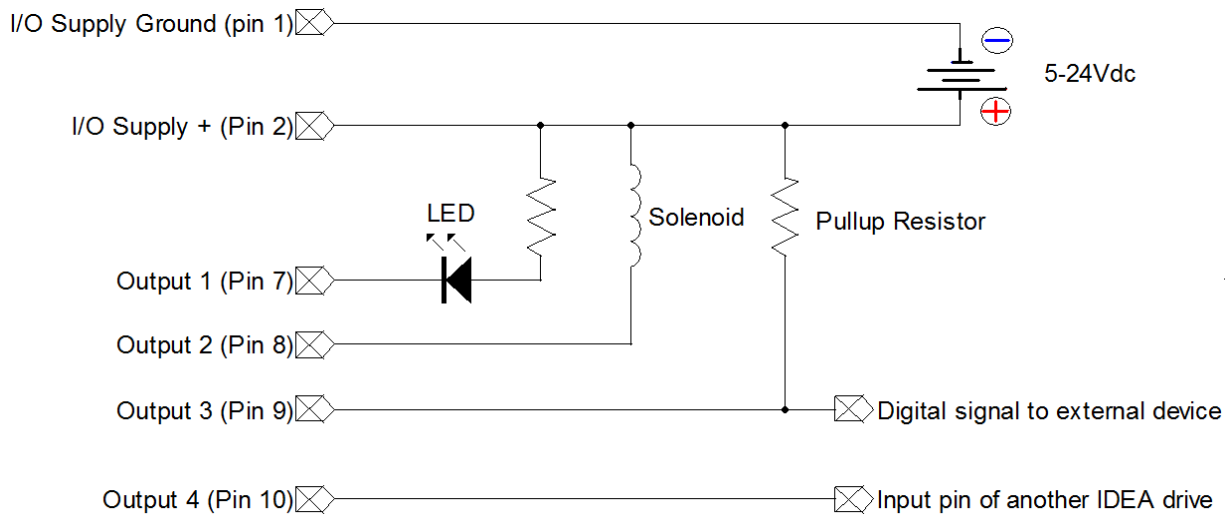 I/O Supply Ground (pin 1)
5-24Vdc
I/O Supply + (Pin 2)
LED
Solenoid
Pullup Resistor
Output 1 (Pin 7)
Output 2 (Pin 8)
Output 3 (Pin 9)
Digital signal to external device
Output 4 (Pin 10)
Input pin of another IDEA drive